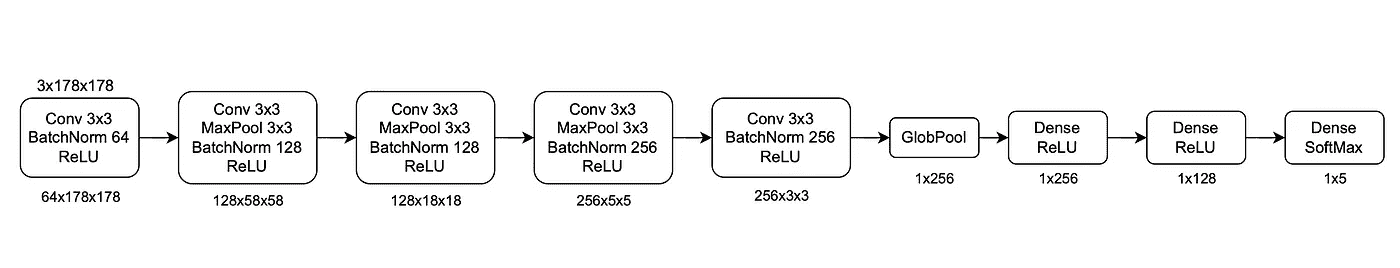 3x178x178
Conv 3x3
BatchNorm 64
ReLU
64x178x178
Conv 3x3
MaxPool 3x3
BatchNorm 128
ReLU
128x58x58
Conv 3x3
MaxPool 3x3
BatchNorm 128
ReLU
128x18x18
Conv 3x3
MaxPool 3x3
BatchNorm 256
ReLU
256x5x5
Conv 3x3
BatchNorm 256
ReLU
256x3x3
GlobPool
1x256
Dense
ReLU
1x256
Dense
ReLU
1x128
Dense
SoftMax
1x5